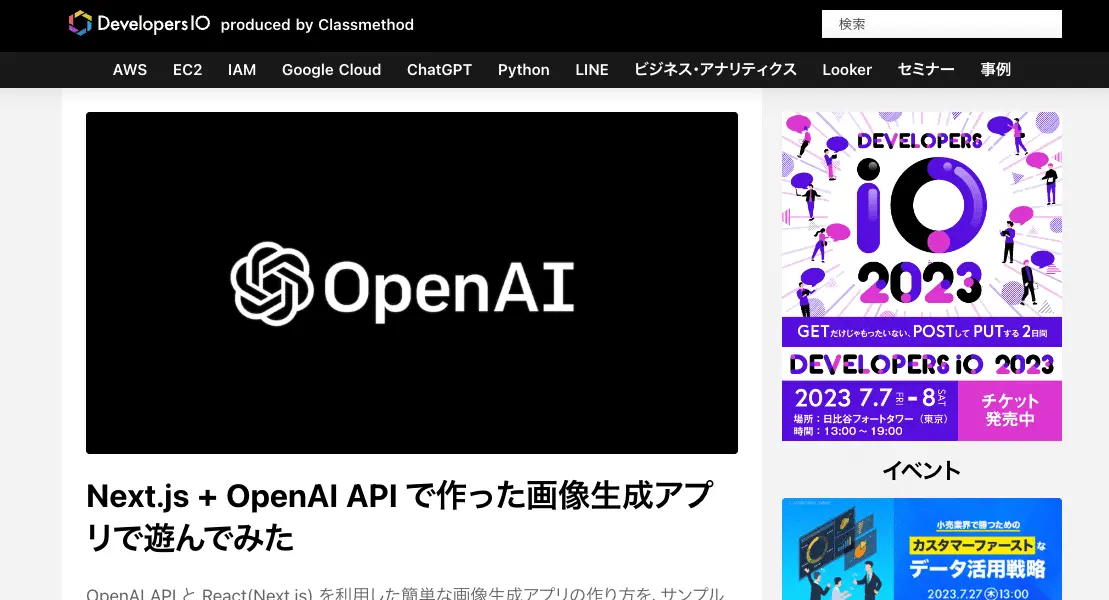 DevelopersIO produced by Classmethod
検索
AWS EC2 IAM Google Cloud ChatGPT Python LINE ビジネス・アナリティクス Looker セミナー 事例
OpenAI
Next.js + OpenAI API で作った画像生成アプ
リで遊んでみた
OpenAI API と React(Next.js) を利用した簡単な画像生成アプリの作り方を、サンプル
DEVELOPERS
iO
2023
GETだけじゃもったいない、POSTして PUTする 2日間
DEVELOPERS iO 2023
2023 7.7 FRI - 8 SAT
場所:日比谷フォートタワー(東京)
時間:13:00 ~ 19:00
チケット
発売中
イベント
小売業界で勝つための
カスタマーファーストな
データ活用戦略
2023.7.27 木 13:00